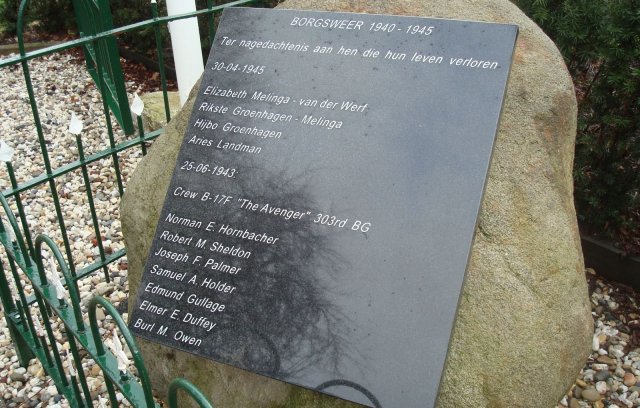 BORGSWEER 1940 - 1945
Ter nagedachtenis aan hen die hun leven verloren
30-04-1945
Elizabeth Melinga - van der Werf
Rikste Groenhagen - Melinga
Hijbo Groenhagen
Aries Landman
25-06-1943
Crew B-17F "The Avenger" 303rd BG
Norman E. Hornbacher
Robert M. Sheldon
Joseph F. Palmer
Samuel A. Holder
Edmund Gullage
Elmer E. Duffey
Burl M. Owen